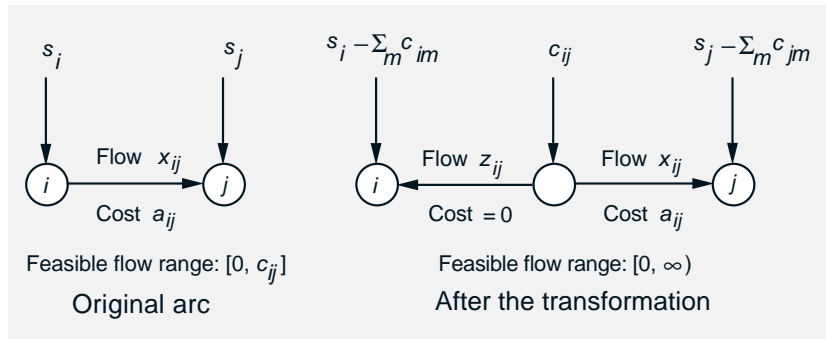 s_i
s_j
s_i − Σ_m c_im
c_ij
s_j − Σ_m c_jm
Flow x_ij
Flow z_ij
Flow x_ij
i
j
i
j
Cost a_ij
Cost = 0
Cost a_ij
Feasible flow range: [0, c_ij]
Feasible flow range: [0, ∞)
Original arc
After the transformation